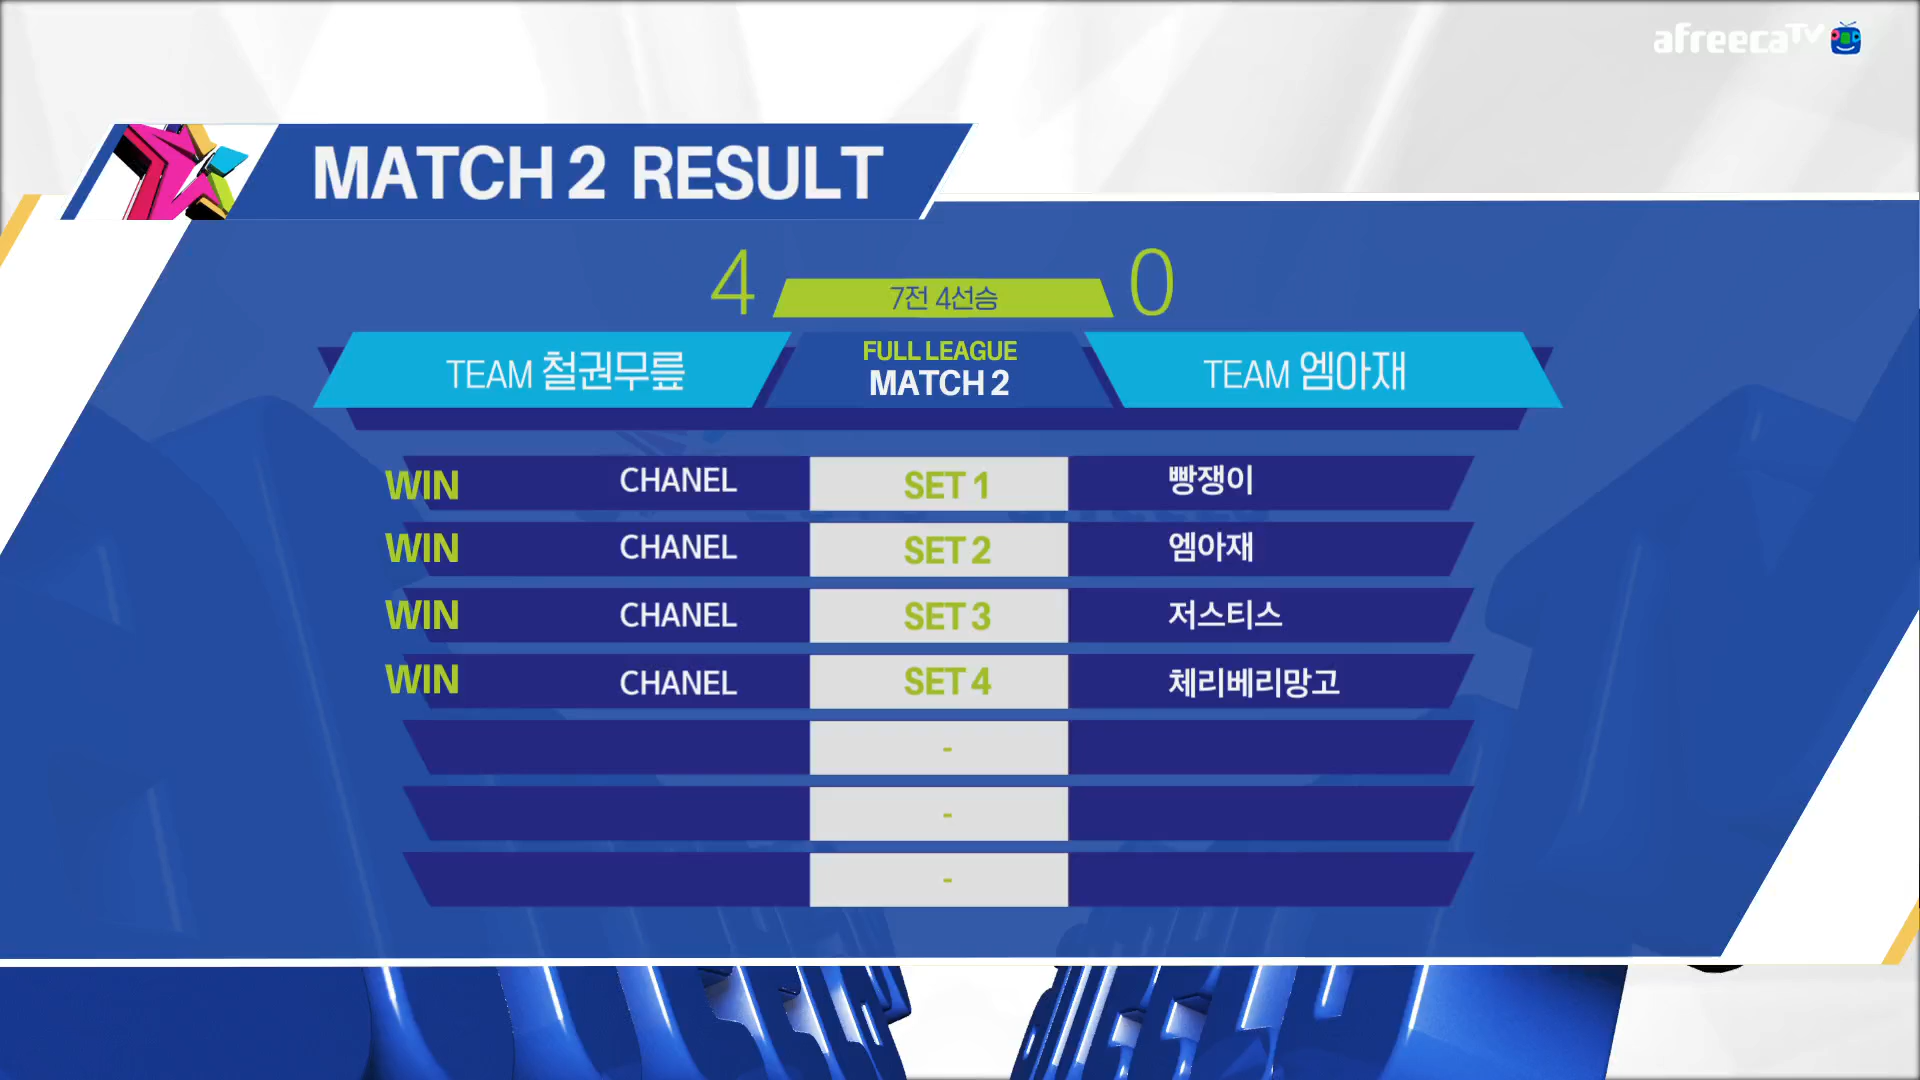 afreecaTV
MATCH 2 RESULT
4 7전 4선승 0
TEAM 철권무릎 FULL LEAGUE MATCH 2 TEAM 엠아재
WIN CHANEL SET 1 빵쟁이
WIN CHANEL SET 2 엠아재
WIN CHANEL SET 3 저스티스
WIN CHANEL SET 4 체리베리망고
-
-
-